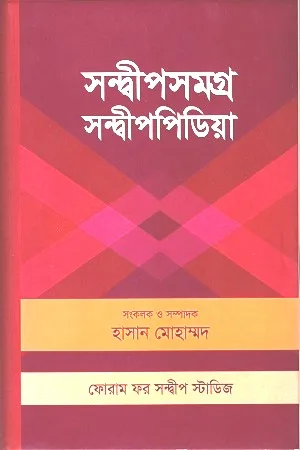 সন্দ্বীপসমগ্র
সন্দ্বীপপিডিয়া
সংকলক ও সম্পাদক
হাসান মোহাম্মদ
ফোরাম ফর সন্দ্বীপ স্টাডিজ